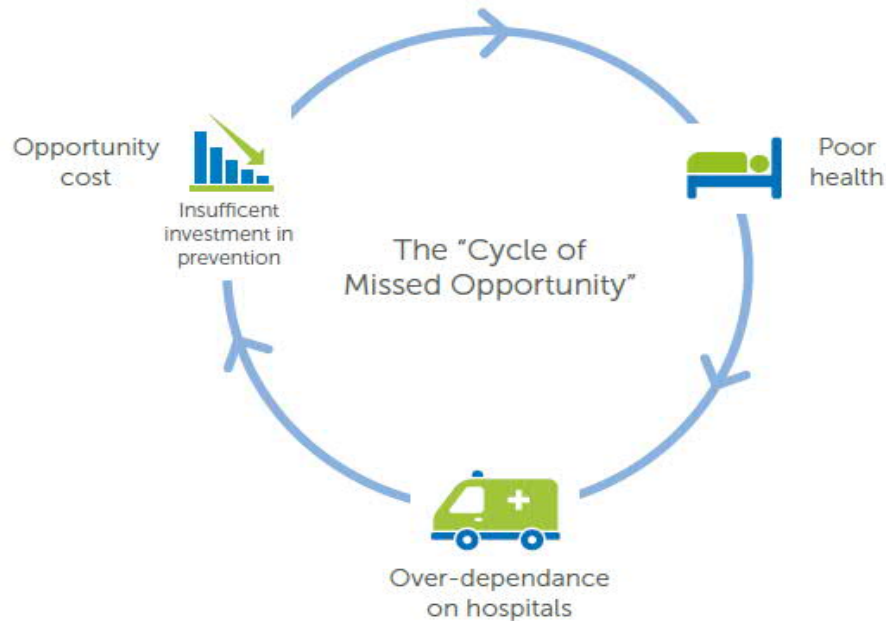 Opportunity
cost
Insufficent
investment in
prevention
Poor
health
The “Cycle of
Missed Opportunity”
Over-dependance
on hospitals